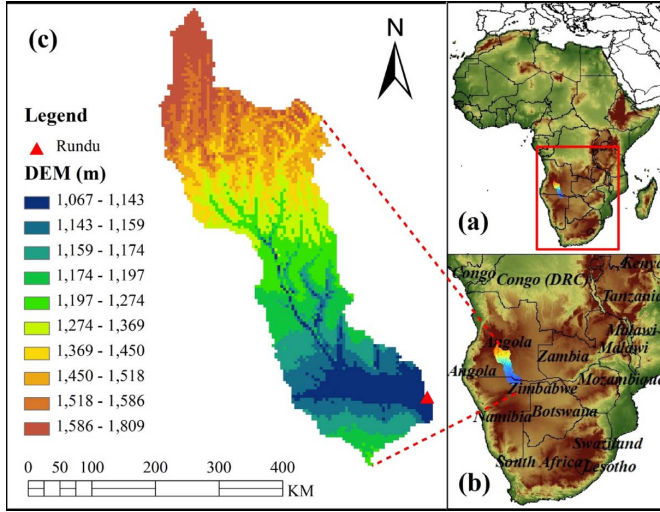 (c)
N
Legend
Rundu
DEM (m)
1,067 - 1,143
1,143 - 1,159
1,159 - 1,174
1,174 - 1,197
1,197 - 1,274
1,274 - 1,369
1,369 - 1,450
1,450 - 1,518
1,518 - 1,586
1,586 - 1,809
0 50 100 200 300 400
KM
(a)
Congo
Congo (DRC)
Kenya
Tanzania
Malawi
Malawi
Angola
Zambia
Angola
Mozambique
Zimbabwe
Namibia
Botswana
Swaziland
South Africa
Lesotho
(b)